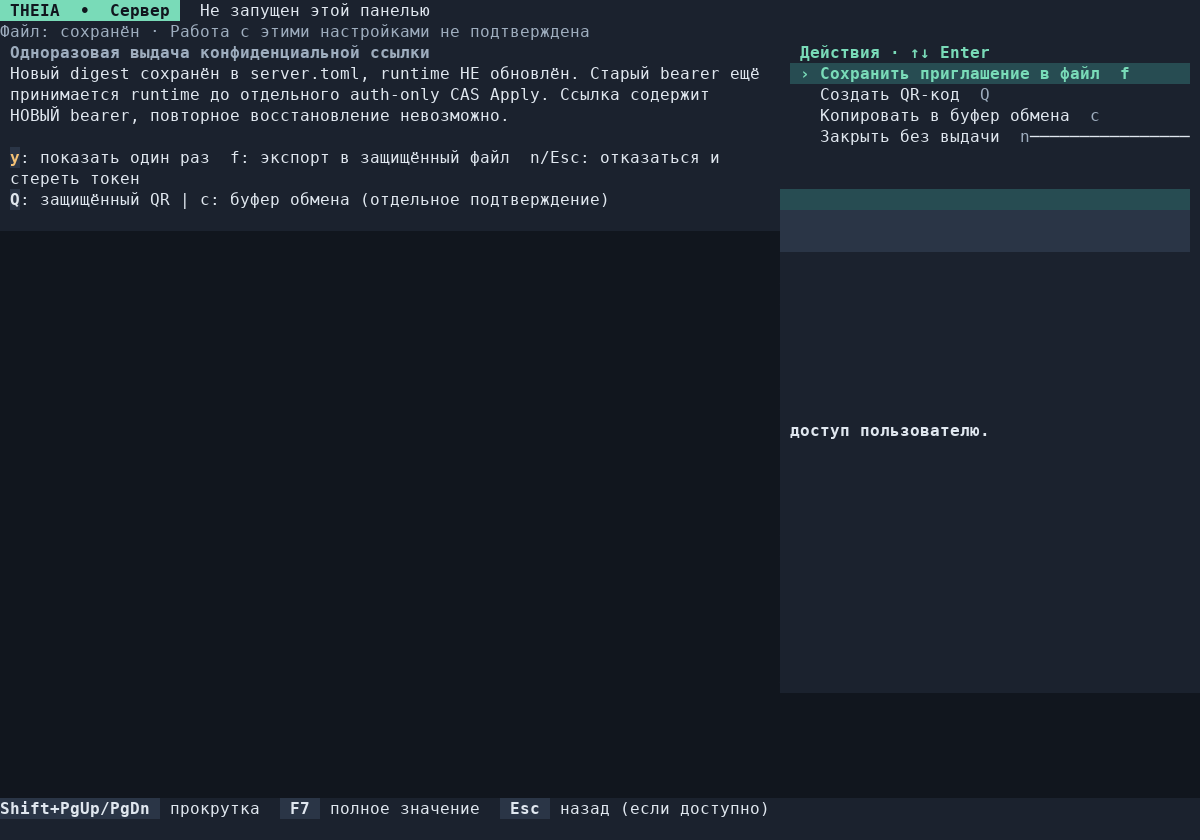 THEIA • Сервер Не запущен этой панелью
Файл: сохранён · Работа с этими настройками не подтверждена
Одноразовая выдача конфиденциальной ссылки
Новый digest сохранён в server.toml, runtime НЕ обновлён. Старый bearer ещё
принимается runtime до отдельного auth-only CAS Apply. Ссылка содержит
НОВЫЙ bearer, повторное восстановление невозможно.
y: показать один раз f: экспорт в защищённый файл n/Esc: отказаться и
стереть токен
Q: защищённый QR | c: буфер обмена (отдельное подтверждение)
Действия · ↑↓ Enter
› Сохранить приглашение в файл f
Создать QR-код Q
Копировать в буфер обмена c
Закрыть без выдачи n
доступ пользователю.
Shift+PgUp/PgDn прокрутка F7 полное значение Esc назад (если доступно)